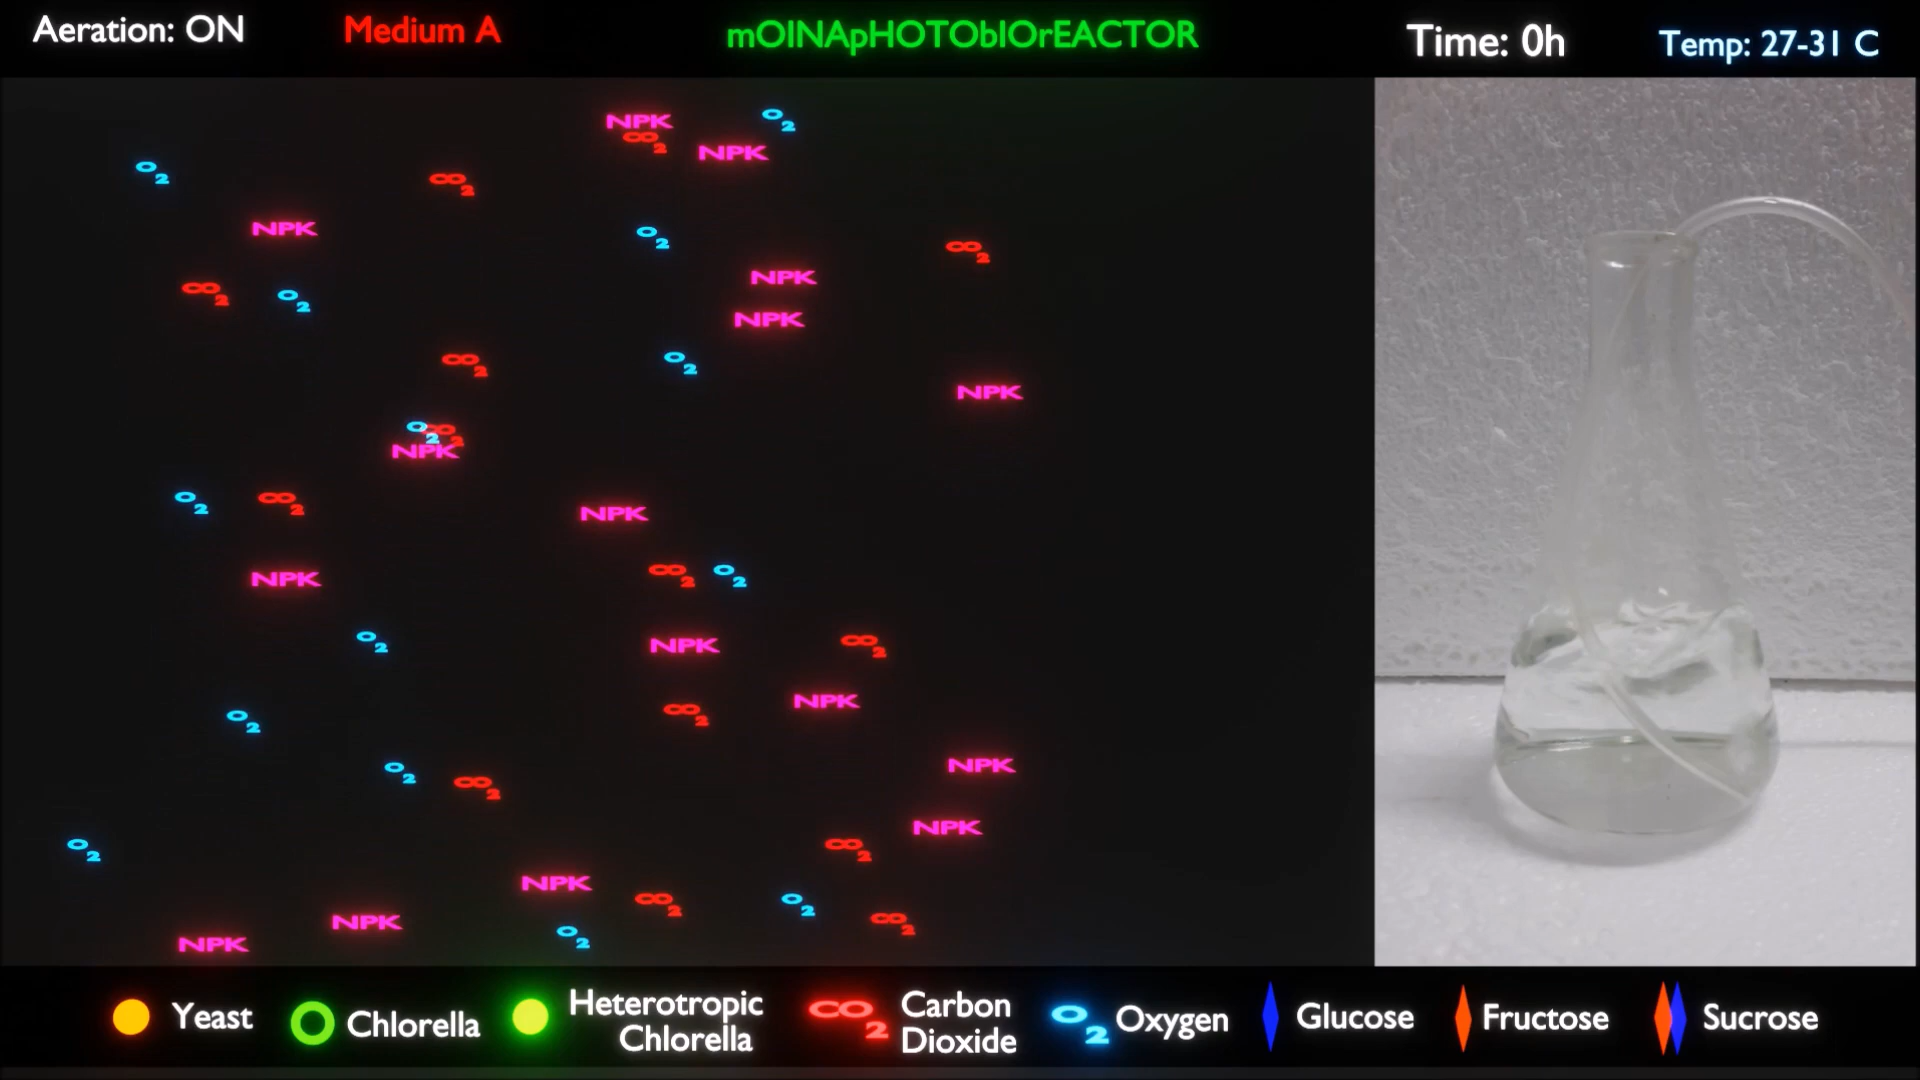 Aeration: ON
Medium A
mOINApHOTObIOrEACTOR
Time: 0h
Temp: 27-31 C
NPK
O2
CO2
NPK
O2
CO2
NPK
O2
CO2
NPK
CO2
O2
NPK
O2
CO2
NPK
O2
CO2
NPK
O2
CO2
NPK
CO2
O2
NPK
O2
NPK
CO2
NPK
CO2
O2
NPK
O2
CO2
NPK
CO2
O2
NPK
CO2
O2
NPK
CO2
O2
NPK
Yeast
Chlorella
Heterotropic
Chlorella
CO2
Carbon
Dioxide
O2
Oxygen
Glucose
Fructose
Sucrose